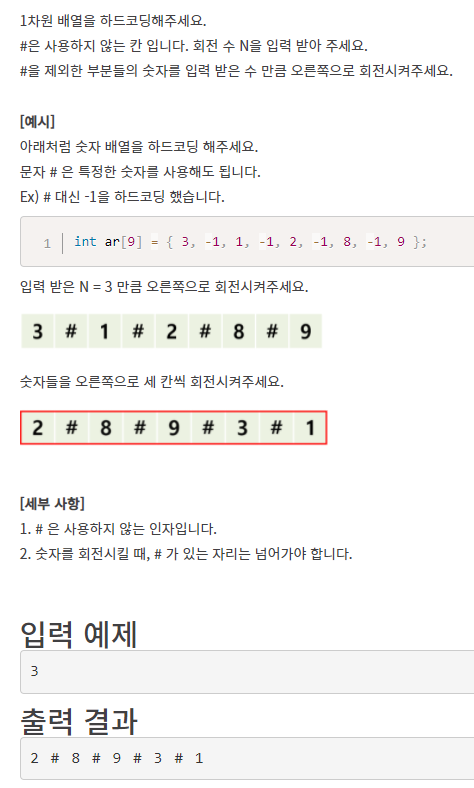 1차원 배열을 하드코딩해주세요.
#은 사용하지 않는 칸 입니다. 회전 수 N을 입력 받아 주세요.
#을 제외한 부분들의 숫자를 입력 받은 수 만큼 오른쪽으로 회전시켜주세요.
[예시]
아래처럼 숫자 배열을 하드코딩 해주세요.
문자 # 은 특정한 숫자를 사용해도 됩니다.
Ex) # 대신 -1을 하드코딩 했습니다.
1 int ar[9] = { 3, -1, 1, -1, 2, -1, 8, -1, 9 };
입력 받은 N = 3 만큼 오른쪽으로 회전시켜주세요.
3 # 1 # 2 # 8 # 9
숫자들을 오른쪽으로 세 칸씩 회전시켜주세요.
2 # 8 # 9 # 3 # 1
[세부 사항]
1. # 은 사용하지 않는 인자입니다.
2. 숫자를 회전시킬 때, # 가 있는 자리는 넘어가야 합니다.
입력 예제
3
출력 결과
2 # 8 # 9 # 3 # 1